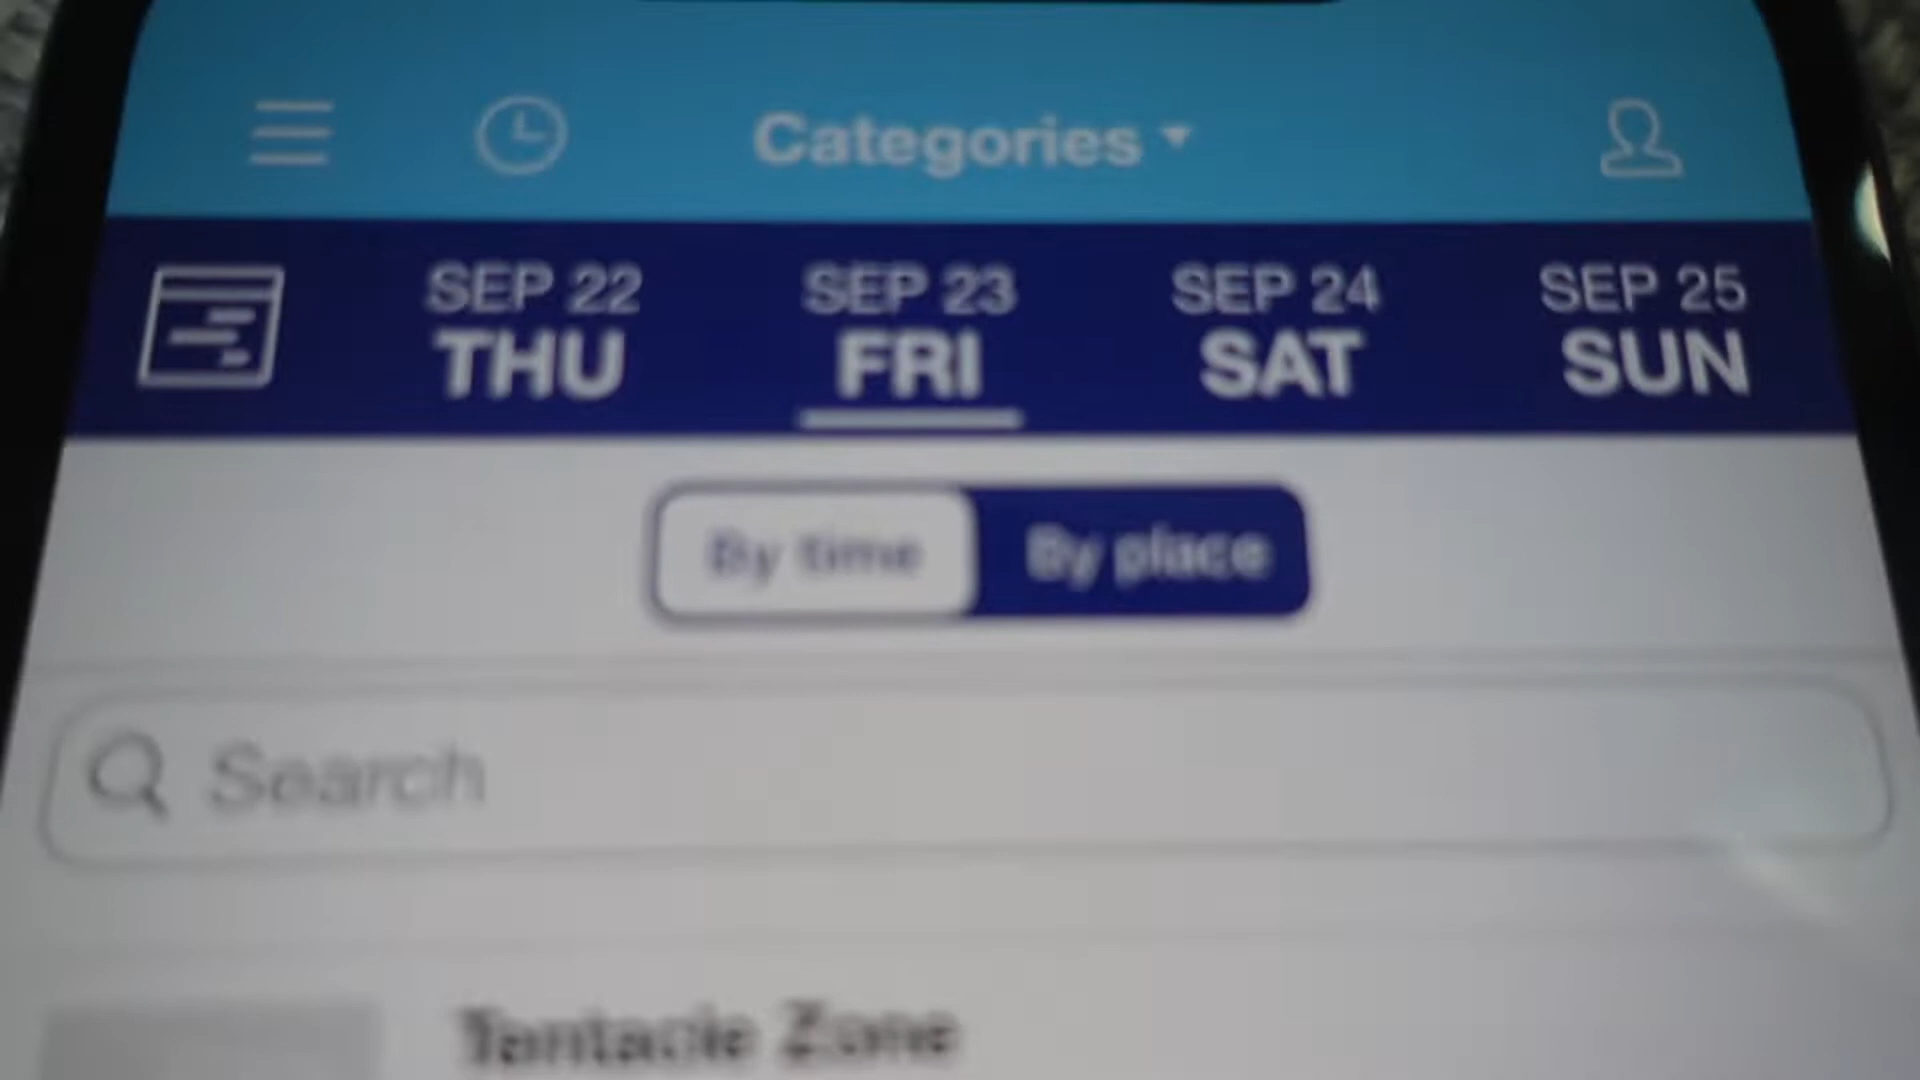 Categories
SEP 22 SEP 23 SEP 24 SEP 25
THU FRI SAT SUN
By time By place
Search
Tentacle Zone